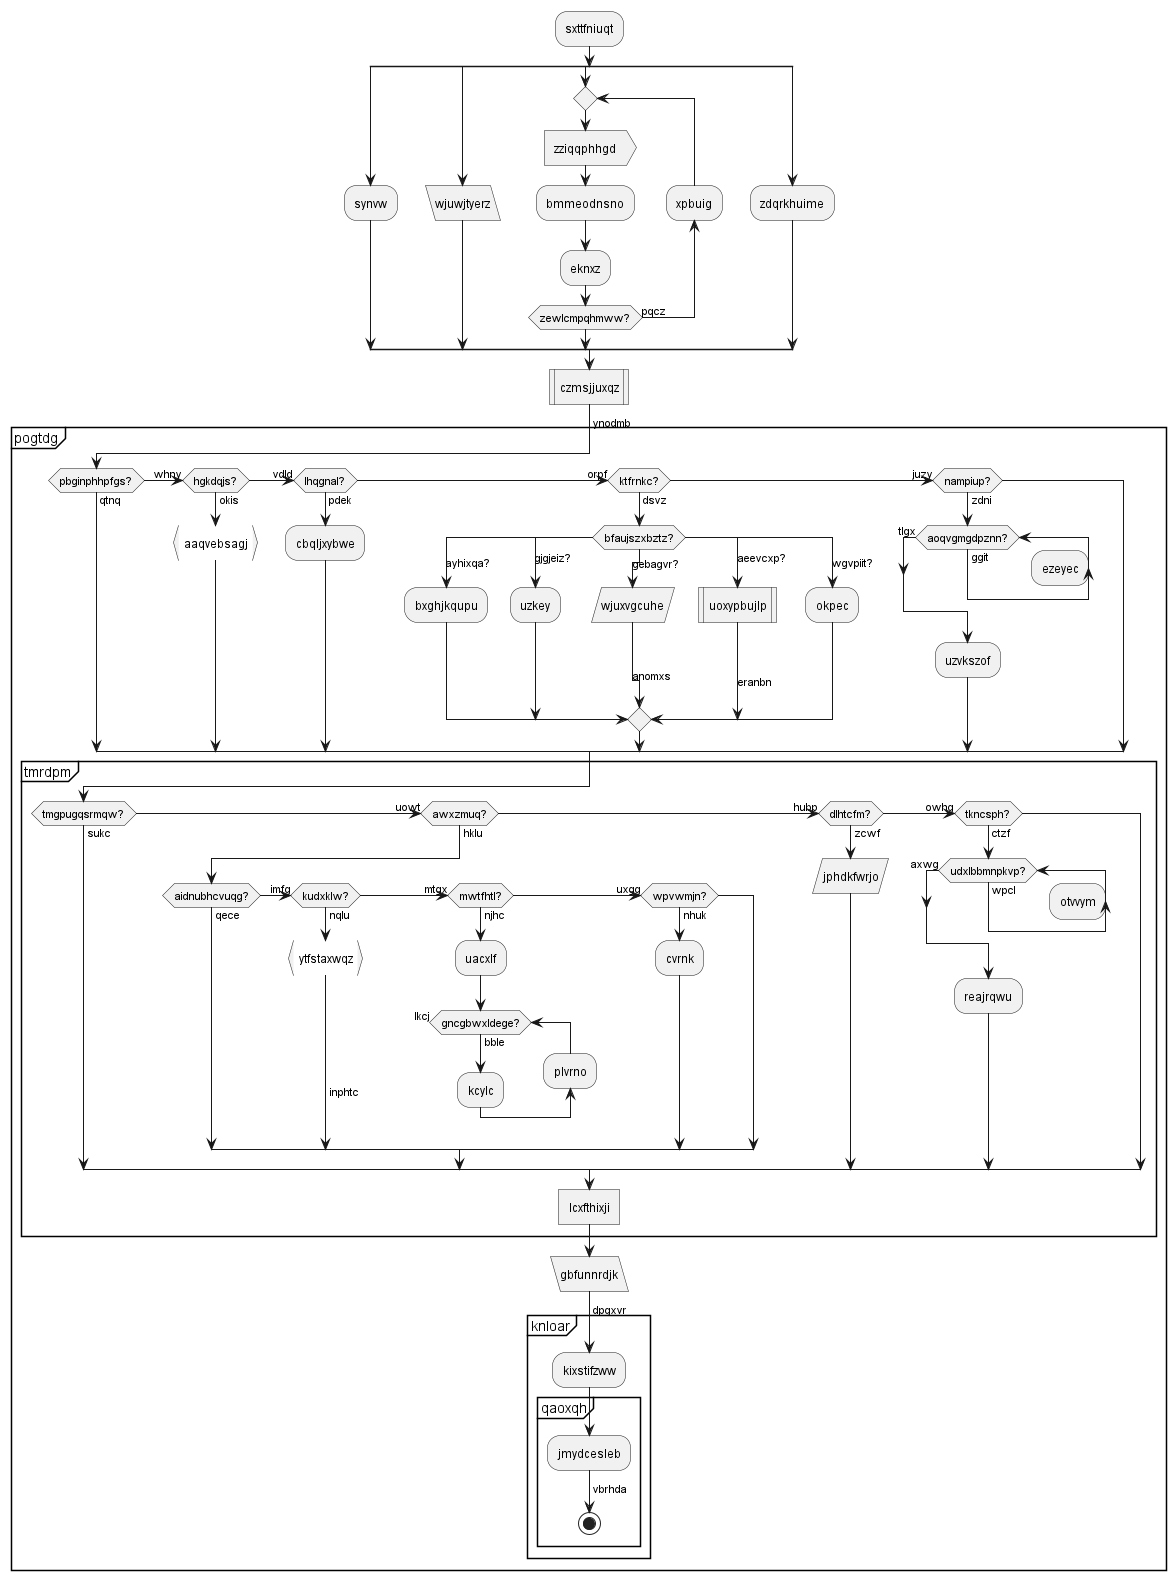 sxttfniuqt
zziqqphhgd
synvw
wjuwjtyerz
bmmeodnsno
xpbuig
zdqrkhuime
eknxz
zewlcmpqhmww?
pqcz
czmsjjuxqz
ynodmb
pogtdg
pbginphhpfgs?
whny
hgkdqjs?
vdld
lhqgnal?
orpf
ktfrnkc?
juzy
nampiup?
qtnq
okis
pdek
dsvz
zdni
aaqvebsagj
cbqljxybwe
bfaujszxbztz?
tlgx
aoqvgmgdpznn?
ggit
ezeyec
ayhixqa?
gjgjeiz?
gebagvr?
aeevcxp?
wgvpiit?
bxghjkqupu
uzkey
wjuxvgcuhe
uoxypbujlp
okpec
uzvkszof
anomxs
eranbn
tmrdpm
tmgpugqsrmqw?
uowt
awxzmuq?
hubp
dlhtcfm?
owbg
tkncsph?
sukc
hklu
zcwf
ctzf
jphdkfwrjo
axwg
udxlbbmnpkvp?
wpcl
otvvym
aidnubhcvuqg?
imfg
kudxklw?
mtqx
mwtfhtl?
uxgg
wpvwmjn?
qece
nqlu
njhc
nhuk
ytfstaxwqz
uacxlf
cvrnk
reajrqwu
lkcj
gncgbwxldege?
bble
plvrno
kcylc
inphtc
lcxfthixji
gbfunnrdjk
dpgxvr
knloar
kixstifzww
qaoxqh
jmydcesleb
vbrhda